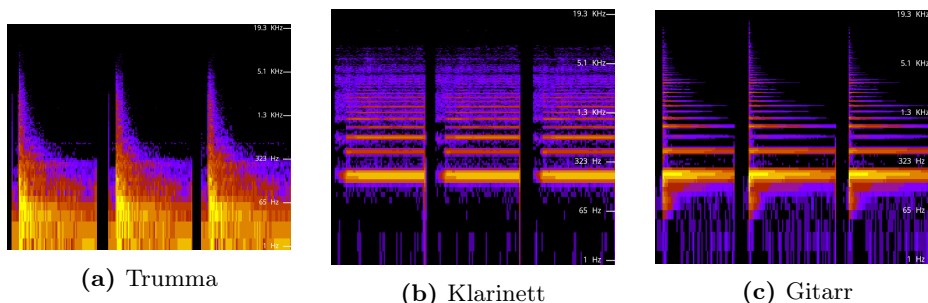 19.3 KHz
5.1 KHz
1.3 KHz
323 Hz
65 Hz
1 Hz
(a) Trumma
19.3 KHz
5.1 KHz
1.3 KHz
323 Hz
65 Hz
1 Hz
(b) Klarinett
19.3 KHz
5.1 KHz
1.3 KHz
323 Hz
65 Hz
1 Hz
(c) Gitarr